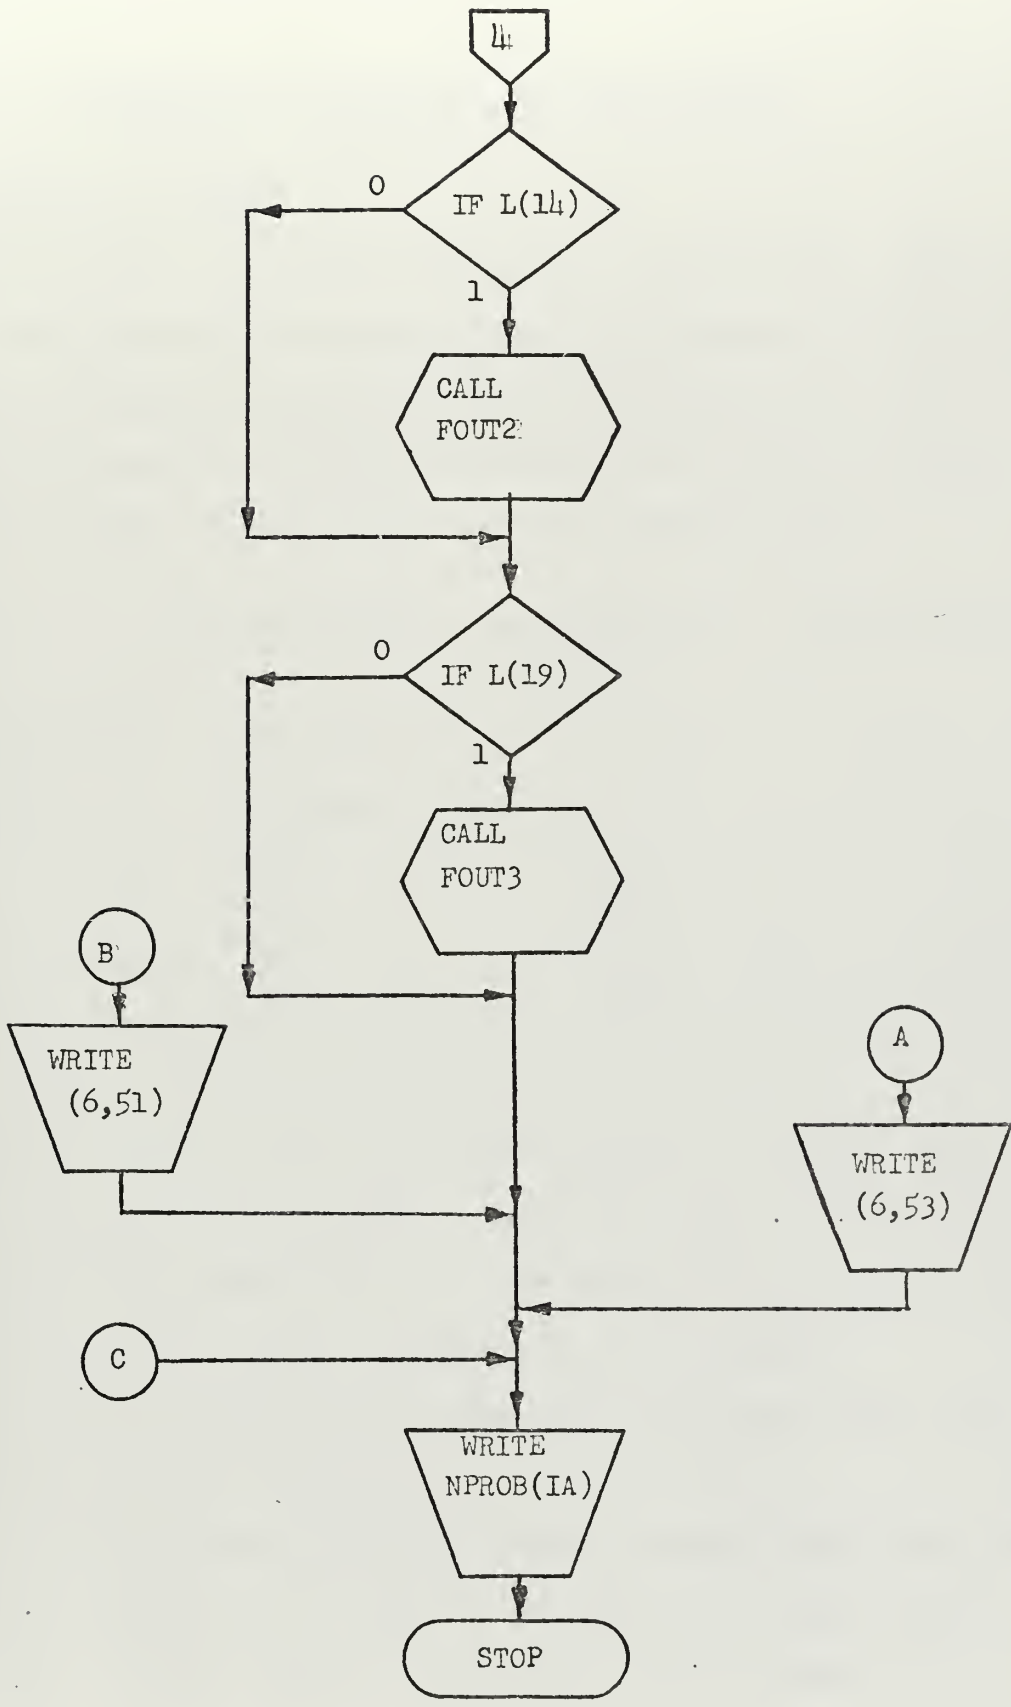 4
0
IF L(14)
1
CALL
FOUT2
0
IF L(19)
1
CALL
FOUT3
B
WRITE
(6,51)
A
WRITE
(6,53)
C
WRITE
NPROB(IA)
STOP